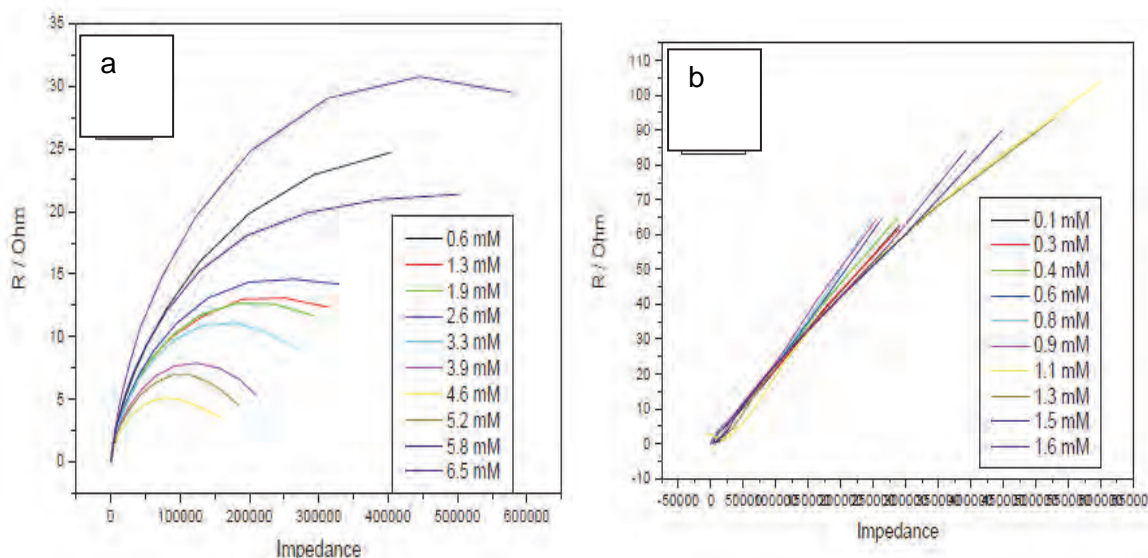 a
35
30
25
20
15
10
5
0
R / Ohm
0 100000 200000 300000 400000 500000 600000
Impedance
0.6 mM
1.3 mM
1.9 mM
2.6 mM
3.3 mM
3.9 mM
4.6 mM
5.2 mM
5.8 mM
6.5 mM
b
110
100
90
80
70
60
50
40
30
20
10
0
-10
R / Ohm
-50000 0
Impedance
0.1 mM
0.3 mM
0.4 mM
0.6 mM
0.8 mM
0.9 mM
1.1 mM
1.3 mM
1.5 mM
1.6 mM